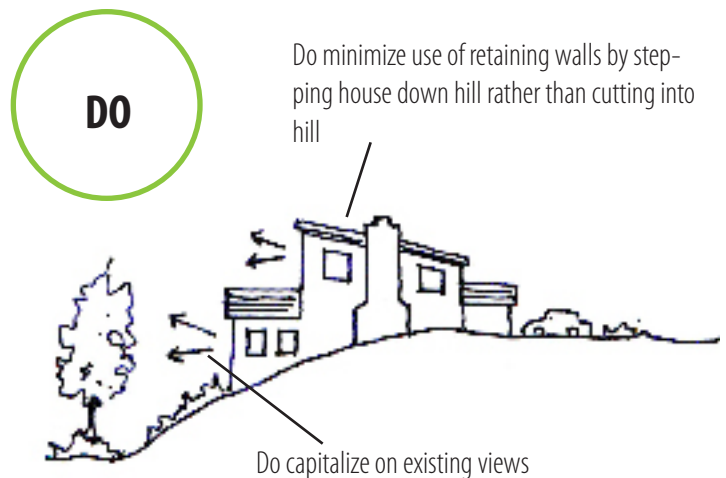 DO
Do minimize use of retaining walls by step-
ping house down hill rather than cutting into
hill
Do capitalize on existing views